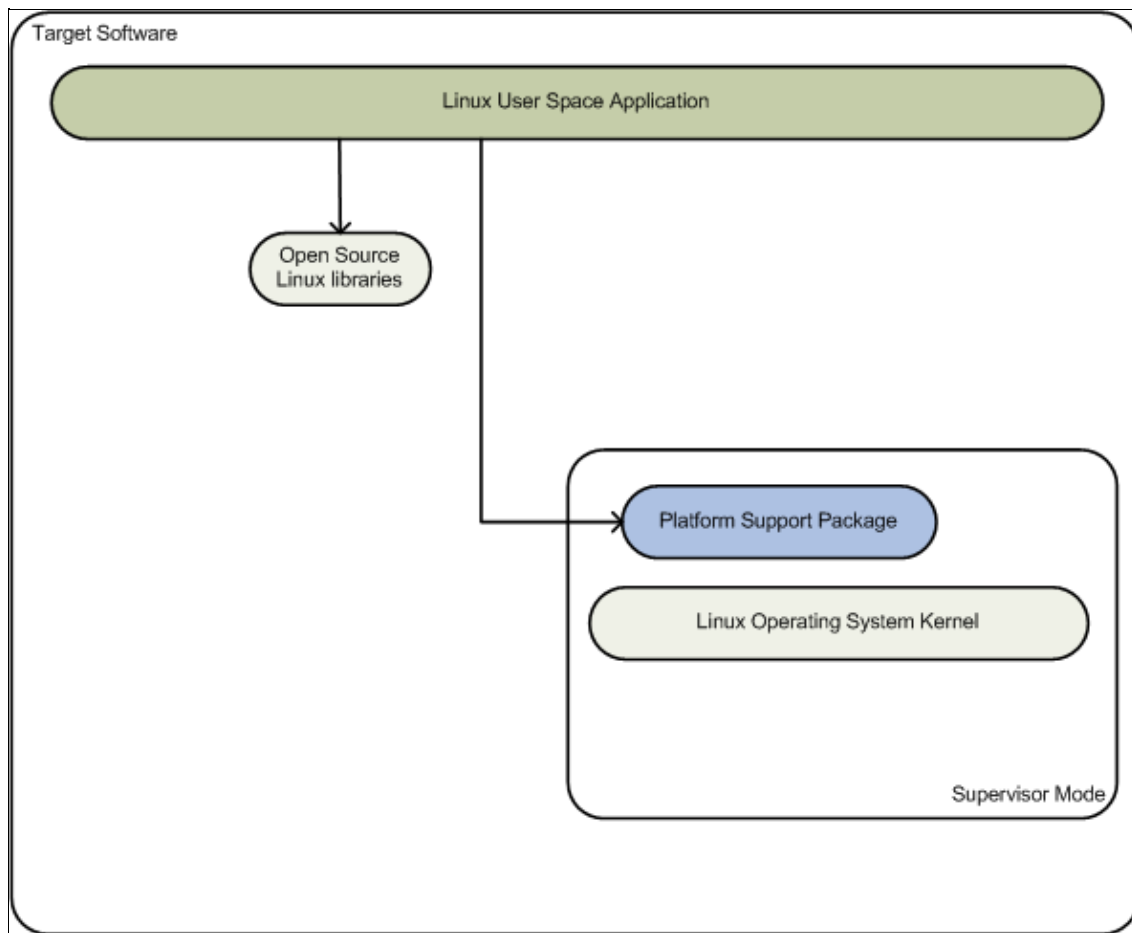 Target Software
Linux User Space Application
Open Source
Linux libraries
Platform Support Package
Linux Operating System Kernel
Supervisor Mode